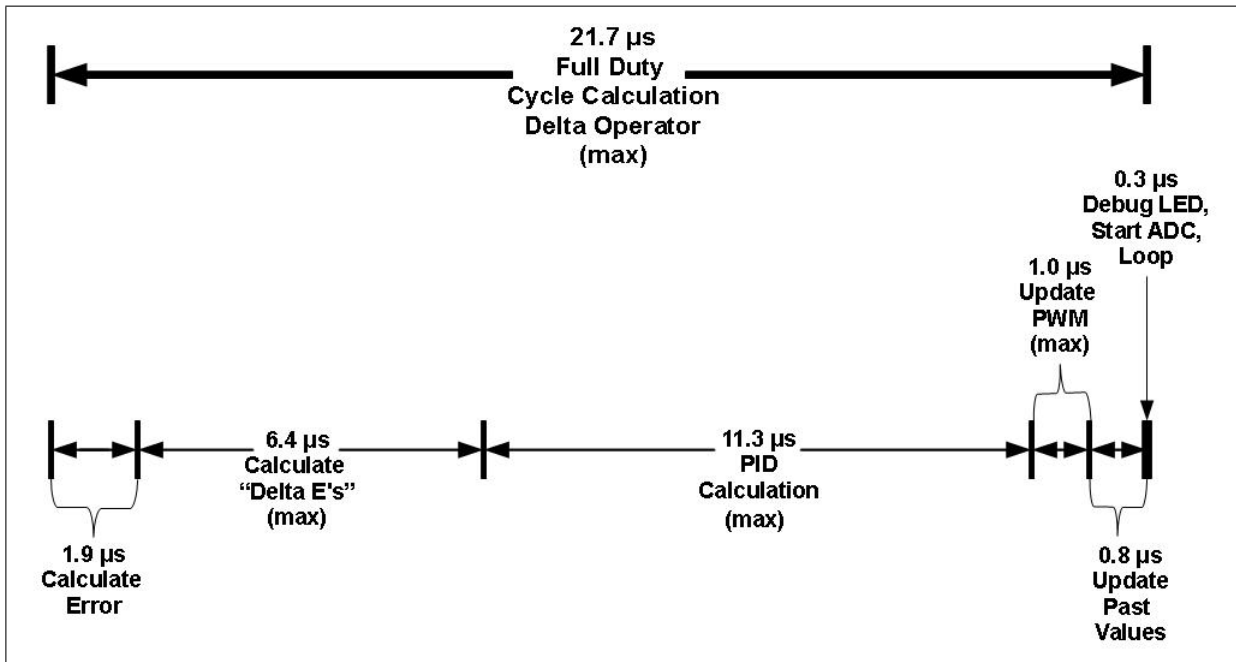 21.7 µs
Full Duty
Cycle Calculation
Delta Operator
(max)
0.3 µs
Debug LED,
Start ADC,
Loop
1.0 µs
Update
PWM
(max)
6.4 µs
Calculate
“Delta E's”
(max)
11.3 µs
PID
Calculation
(max)
1.9 µs
Calculate
Error
0.8 µs
Update
Past
Values